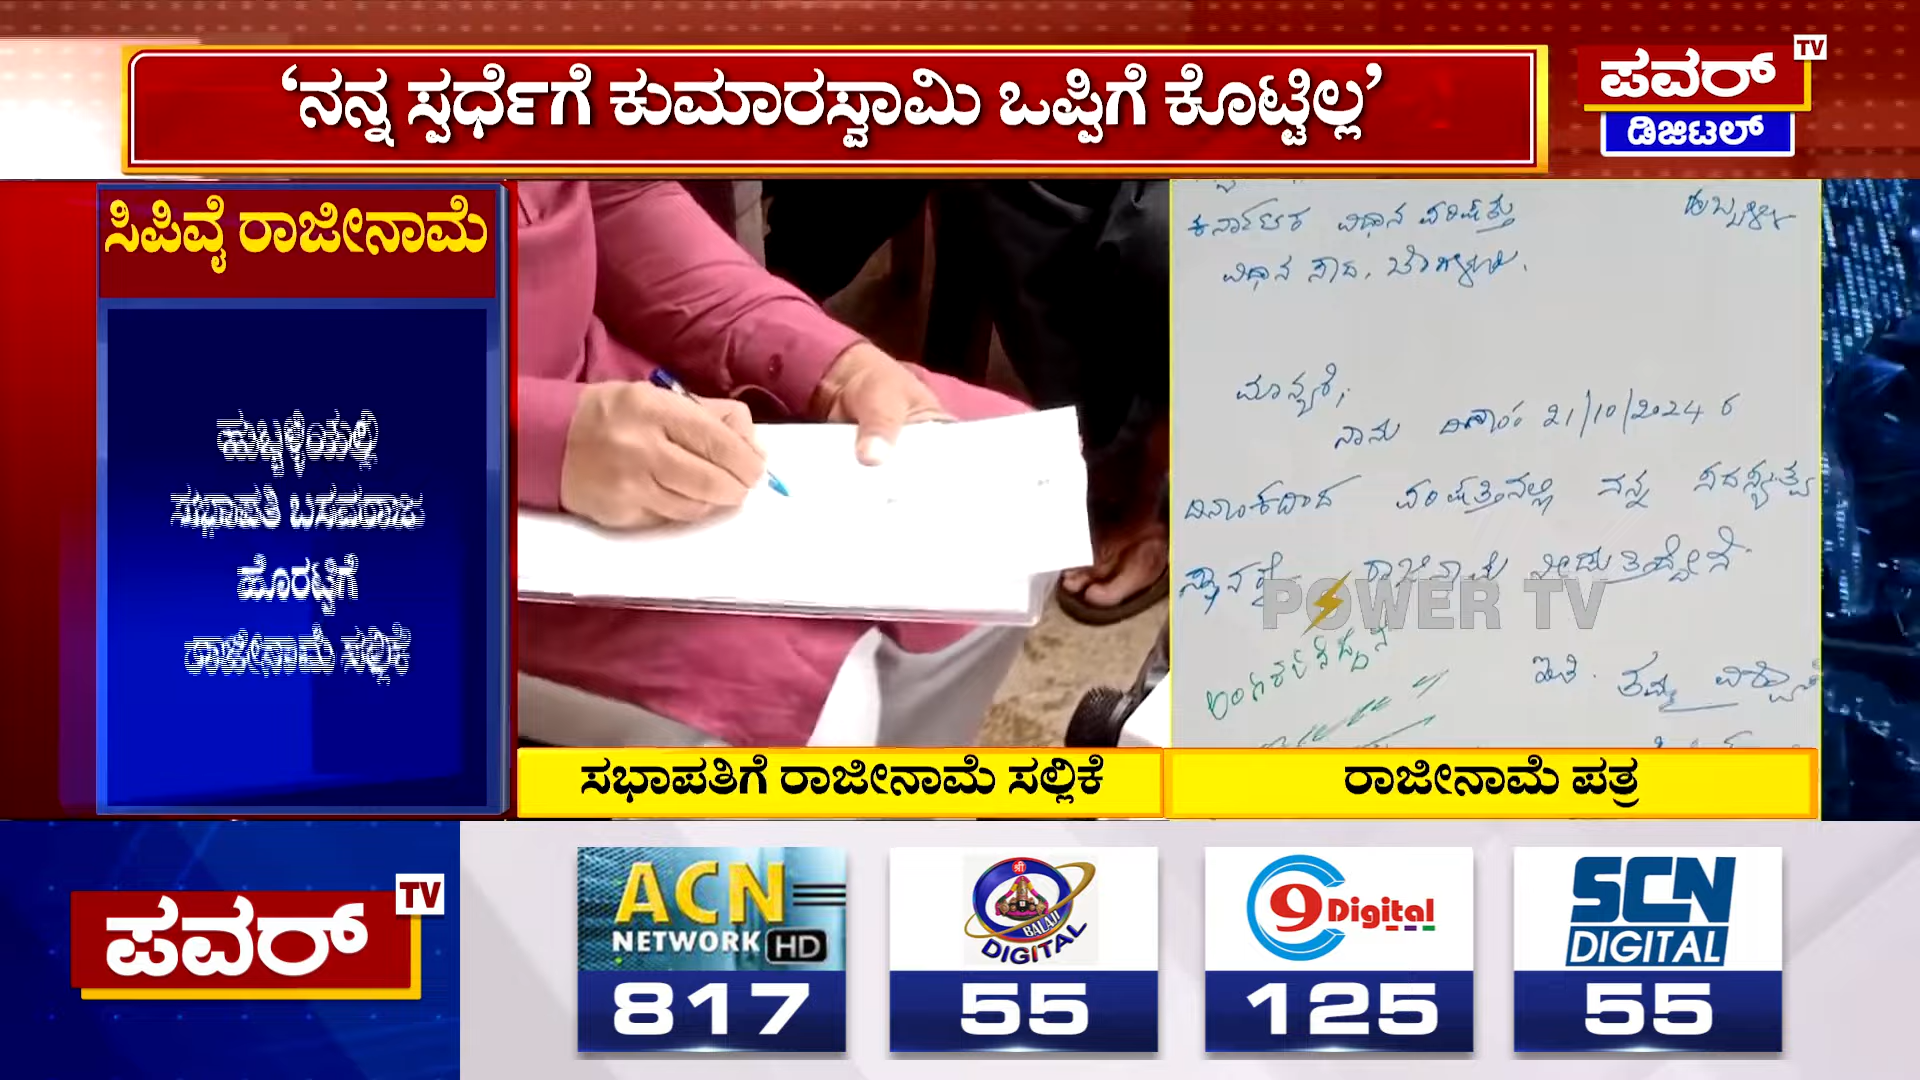 ‘ನನ್ನ ಸ್ಪರ್ಧೆಗೆ ಕುಮಾರಸ್ವಾಮಿ ಒಪ್ಪಿಗೆ ಕೊಟ್ಟಿಲ್ಲ’
ಪವರ್ TV
ಡಿಜಿಟಲ್
ಸಿಪಿವೈ ರಾಜೀನಾಮೆ
ಹುಬ್ಬಳ್ಳಿಯಲ್ಲಿ
ಸಭಾಪತಿ ಬಸವರಾಜ
ಹೊರಟ್ಟಿಗೆ
ರಾಜೀನಾಮೆ ಸಲ್ಲಿಕೆ
ಕರ್ನಾಟಕ ವಿಧಾನ ಪರಿಷತ್ತು
ಹುಬ್ಬಳ್ಳಿ
ವಿಧಾನ ಸೌಧ, ಬೆಂಗಳೂರು.
ಮಾನ್ಯರೆ,
ನಾನು ದಿನಾಂಕ 21/10/2024 ರ
ಪರಿಷತ್ತಿನಲ್ಲಿ ನನ್ನ ಸದಸ್ಯತ್ವ
ಸ್ಥಾನಕ್ಕೆ ರಾಜೀನಾಮೆ ನೀಡುತ್ತಿದ್ದೇನೆ
POWER TV
ಅಂಗೀಕರಿಸಿದ್ದೇನೆ
ಇತಿ. ತಮ್ಮ ವಿಶ್ವಾಸಿ
ಸಭಾಪತಿಗೆ ರಾಜೀನಾಮೆ ಸಲ್ಲಿಕೆ
ರಾಜೀನಾಮೆ ಪತ್ರ
ಪವರ್ TV
ACN
NETWORK HD
817
श्री
BALAJI
DIGITAL
55
9 Digital
125
SCN
DIGITAL
55